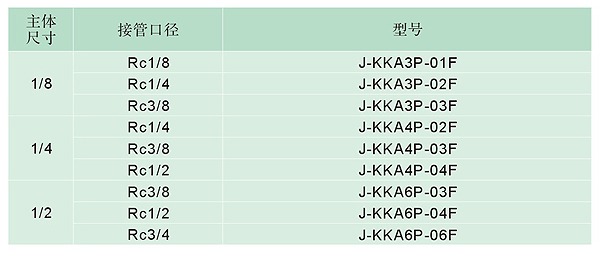 主体
尺寸 接管口径 型号
1/8 Rc1/8 J-KKA3P-01F
Rc1/4 J-KKA3P-02F
Rc3/8 J-KKA3P-03F
1/4 Rc1/4 J-KKA4P-02F
Rc3/8 J-KKA4P-03F
Rc1/2 J-KKA4P-04F
1/2 Rc3/8 J-KKA6P-03F
Rc1/2 J-KKA6P-04F
Rc3/4 J-KKA6P-06F